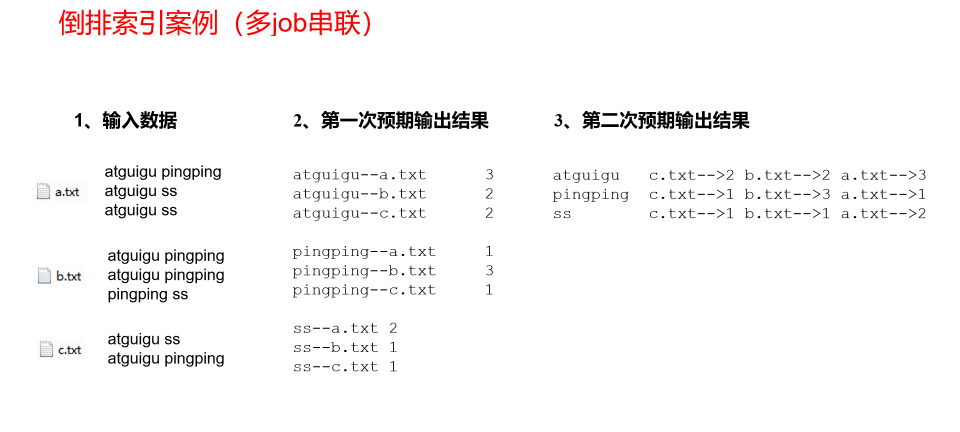 倒排索引案例（多job串联）
1、输入数据
a.txt
atguigu pingping
atguigu ss
atguigu ss
b.txt
atguigu pingping
atguigu pingping
pingping ss
c.txt
atguigu ss
atguigu pingping
2、第一次预期输出结果
atguigu--a.txt 3
atguigu--b.txt 2
atguigu--c.txt 2
pingping--a.txt 1
pingping--b.txt 3
pingping--c.txt 1
ss--a.txt 2
ss--b.txt 1
ss--c.txt 1
3、第二次预期输出结果
atguigu c.txt-->2 b.txt-->2 a.txt-->3
pingping c.txt-->1 b.txt-->3 a.txt-->1
ss c.txt-->1 b.txt-->1 a.txt-->2